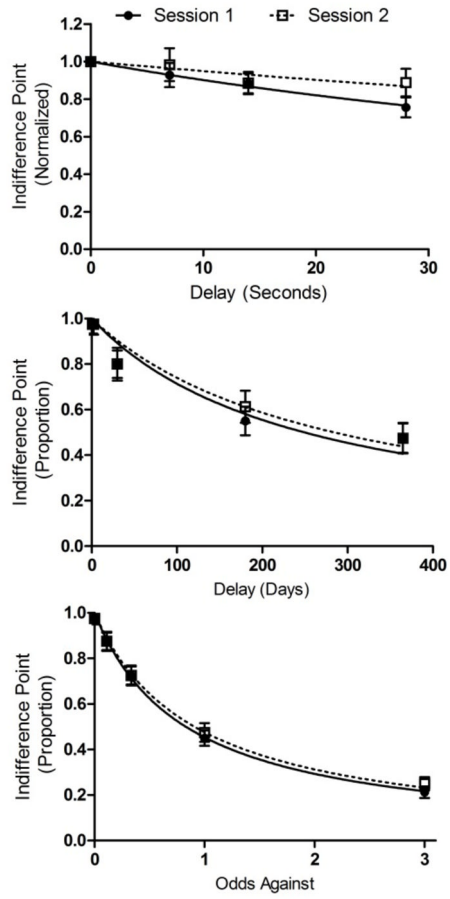 Session 1 Session 2
1.2
1.0
0.8
0.6
0.4
0.2
0.0
Indifference Point
(Normalized)
0 10 20 30
Delay (Seconds)
1.0
0.8
0.6
0.4
0.2
0.0
Indifference Point
(Proportion)
0 100 200 300 400
Delay (Days)
1.0
0.8
0.6
0.4
0.2
0.0
Indifference Point
(Proportion)
0 1 2 3
Odds Against